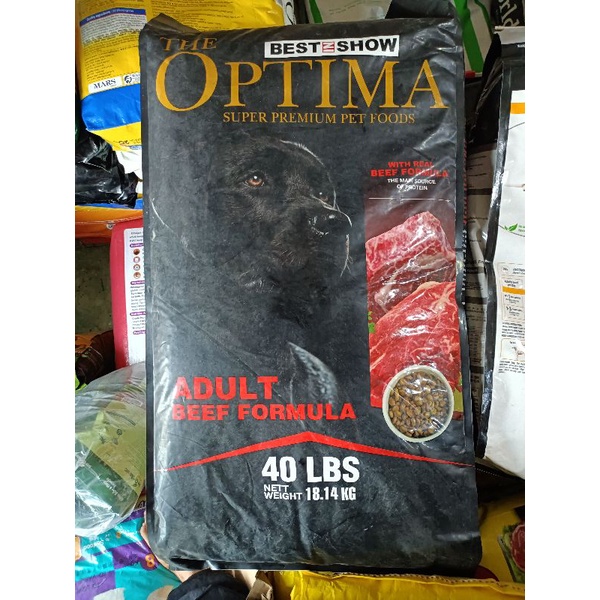 MARS
THE
BEST IN SHOW
OPTIMA
SUPER PREMIUM PET FOODS
WITH REAL
BEEF FORMULA
THE MAIN SOURCE
OF PROTEIN
ADULT
BEEF FORMULA
40 LBS
NETT
WEIGHT 18.14 KG